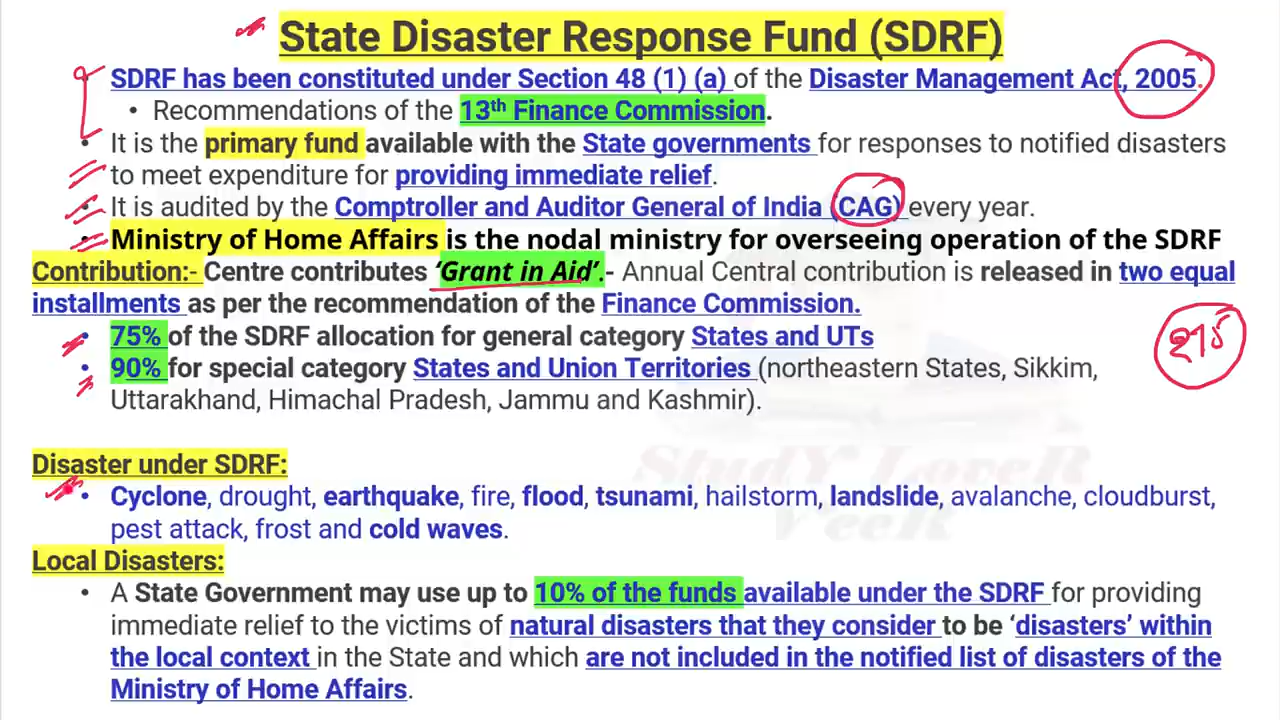 State Disaster Response Fund (SDRF)
SDRF has been constituted under Section 48 (1) (a) of the Disaster Management Act, 2005.
• Recommendations of the 13th Finance Commission.
• It is the primary fund available with the State governments for responses to notified disasters
to meet expenditure for providing immediate relief.
• It is audited by the Comptroller and Auditor General of India (CAG) every year.
• Ministry of Home Affairs is the nodal ministry for overseeing operation of the SDRF
Contribution:- Centre contributes ‘Grant in Aid’.- Annual Central contribution is released in two equal
installments as per the recommendation of the Finance Commission.
• 75% of the SDRF allocation for general category States and UTs
275
• 90% for special category States and Union Territories (northeastern States, Sikkim,
Uttarakhand, Himachal Pradesh, Jammu and Kashmir).
StudY LoveR
VeeR
Disaster under SDRF:
• Cyclone, drought, earthquake, fire, flood, tsunami, hailstorm, landslide, avalanche, cloudburst,
pest attack, frost and cold waves.
Local Disasters:
• A State Government may use up to 10% of the funds available under the SDRF for providing
immediate relief to the victims of natural disasters that they consider to be ‘disasters’ within
the local context in the State and which are not included in the notified list of disasters of the
Ministry of Home Affairs.